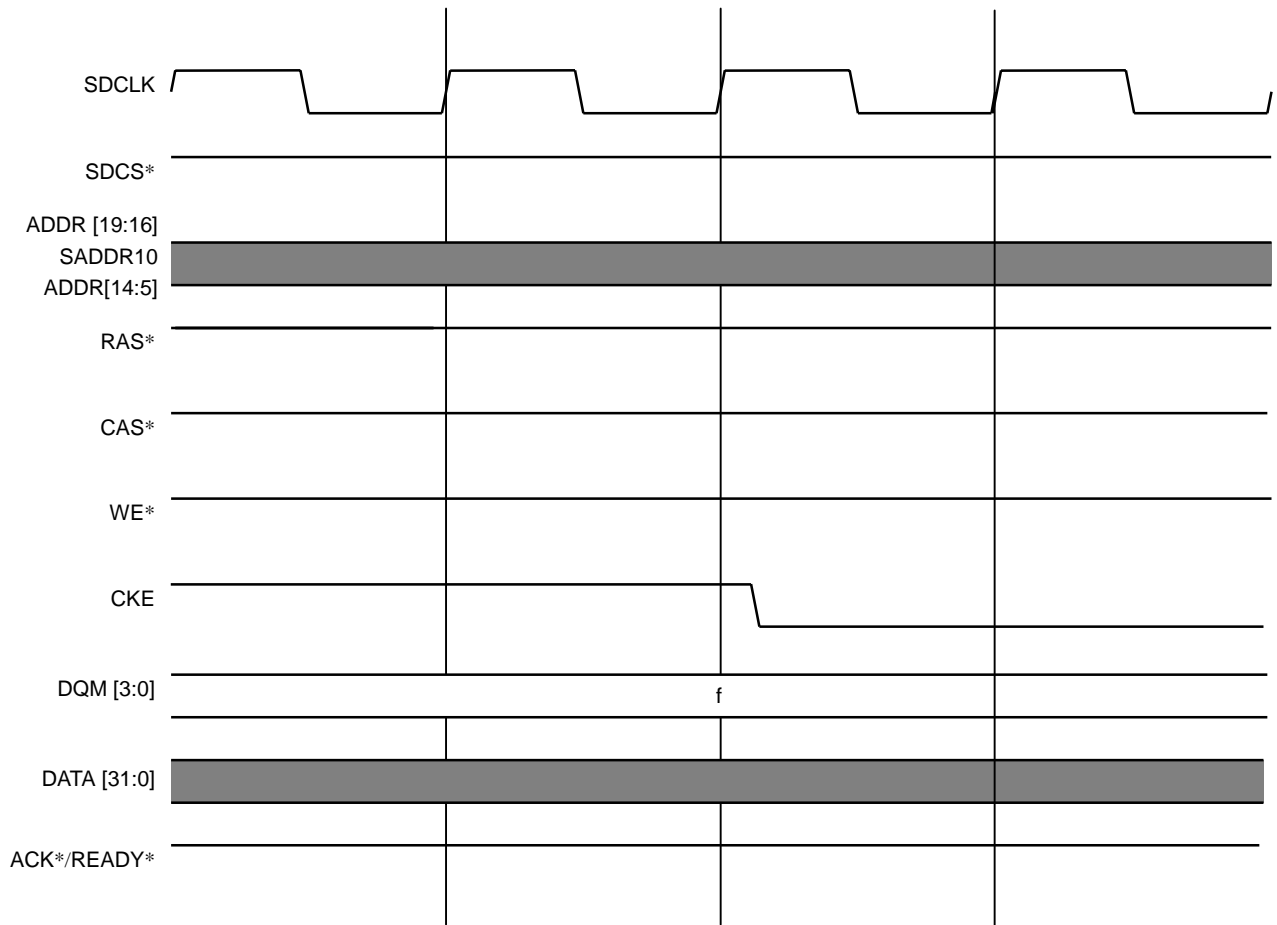 SDCLK
SDCS*
ADDR [19:16]
SADDR10
ADDR[14:5]
RAS*
CAS*
WE*
CKE
DQM [3:0]
f
DATA [31:0]
ACK*/READY*